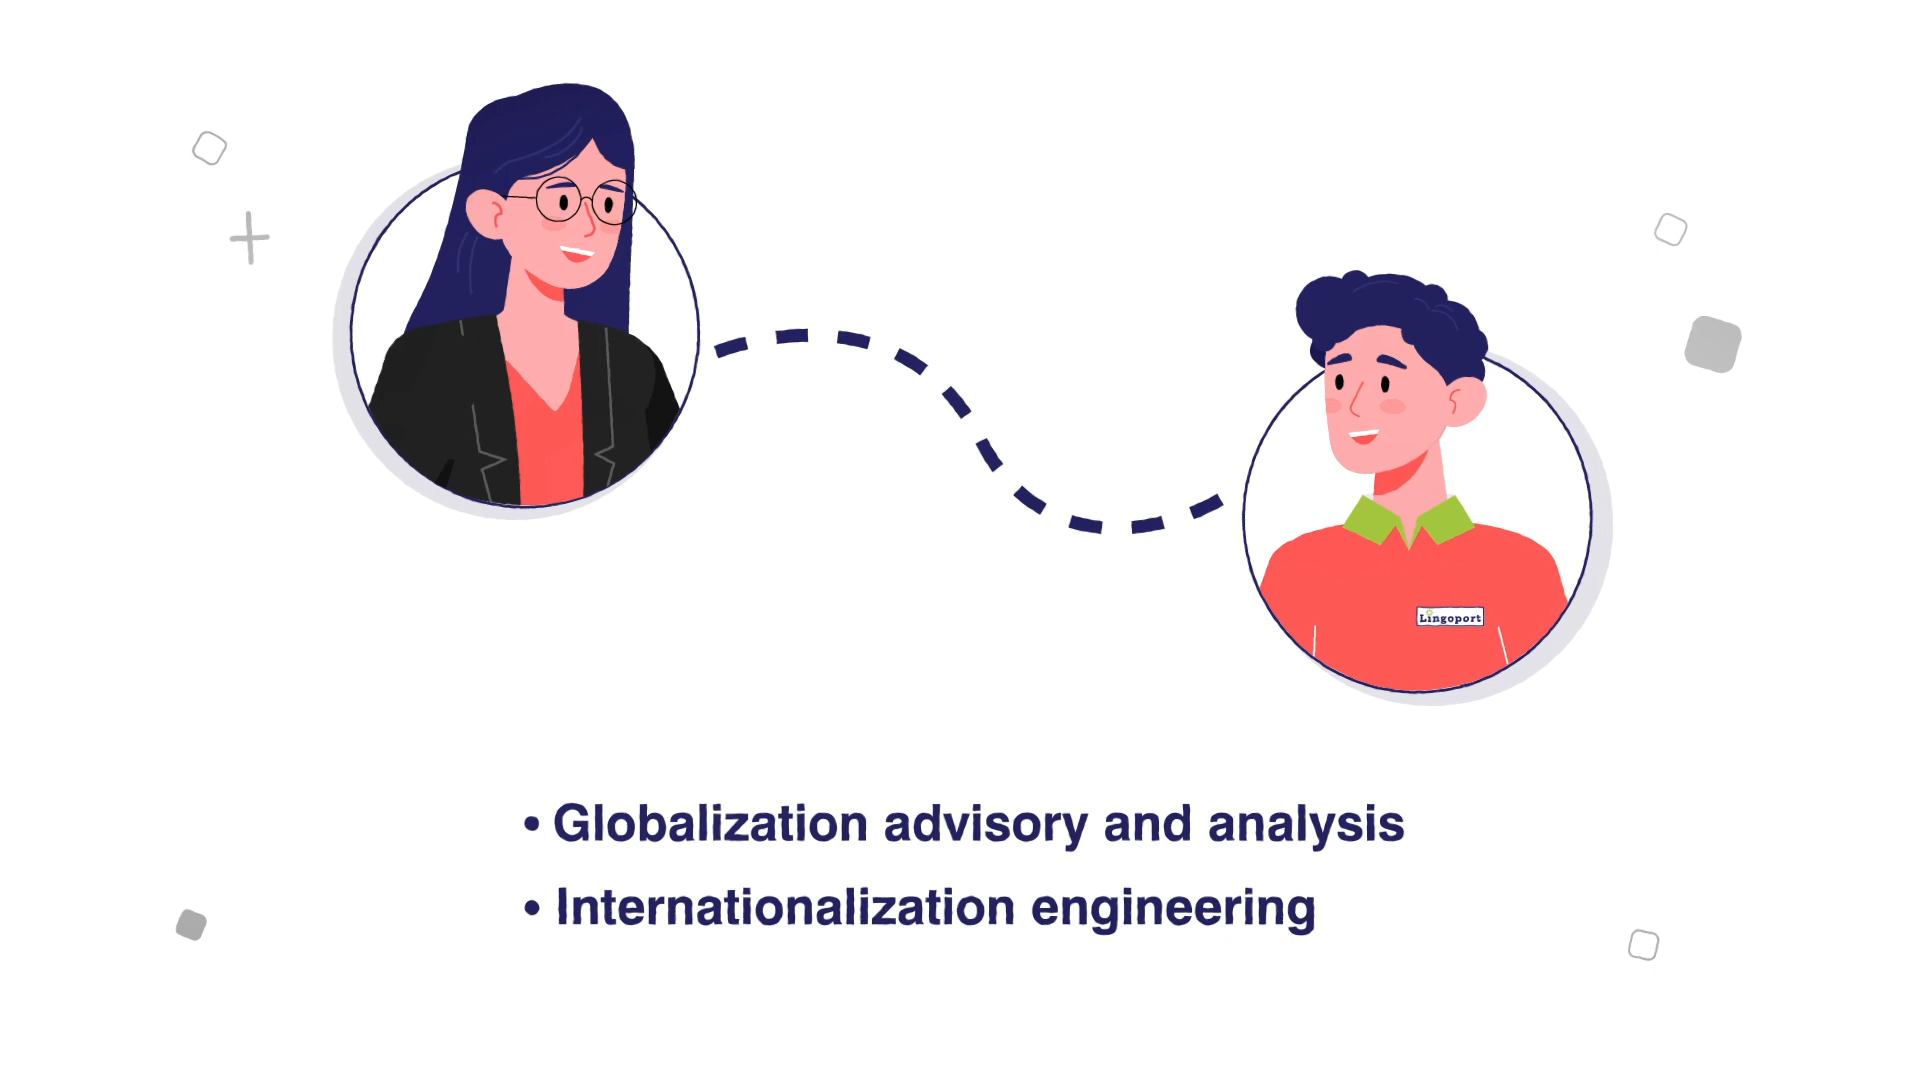 Lingoport
• Globalization advisory and analysis
• Internationalization engineering